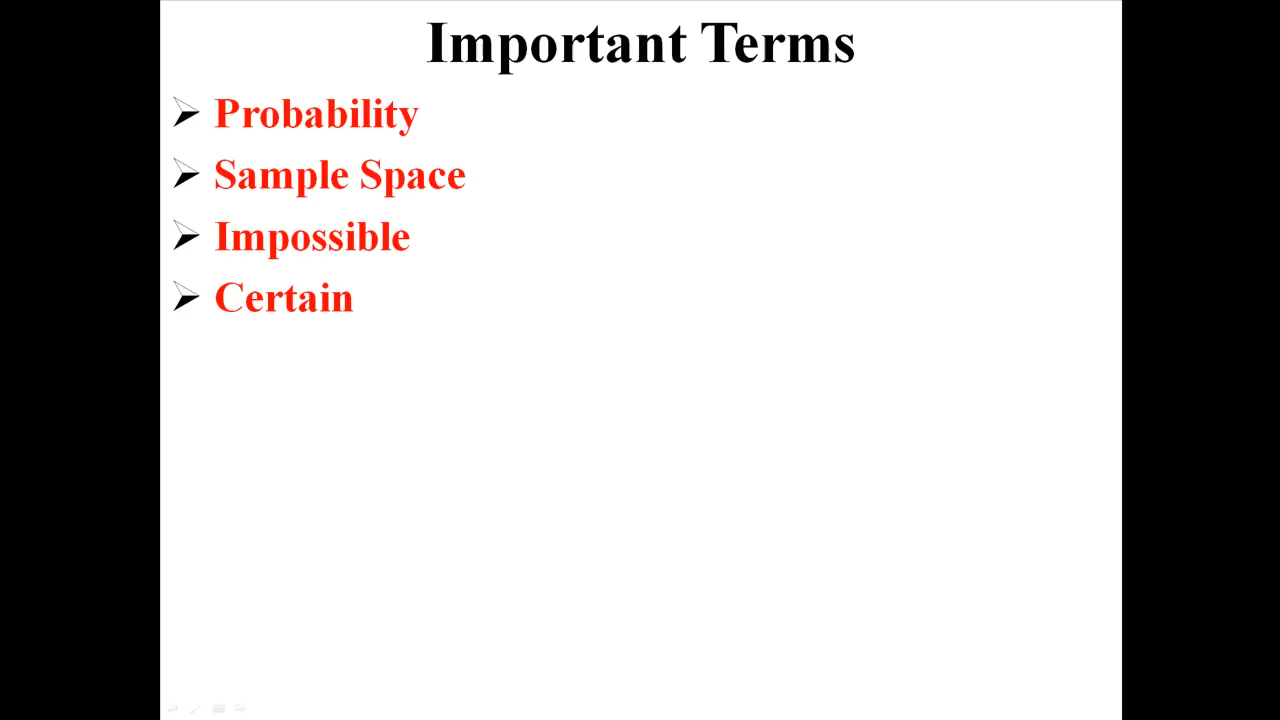 Important Terms
Probability
Sample Space
Impossible
Certain